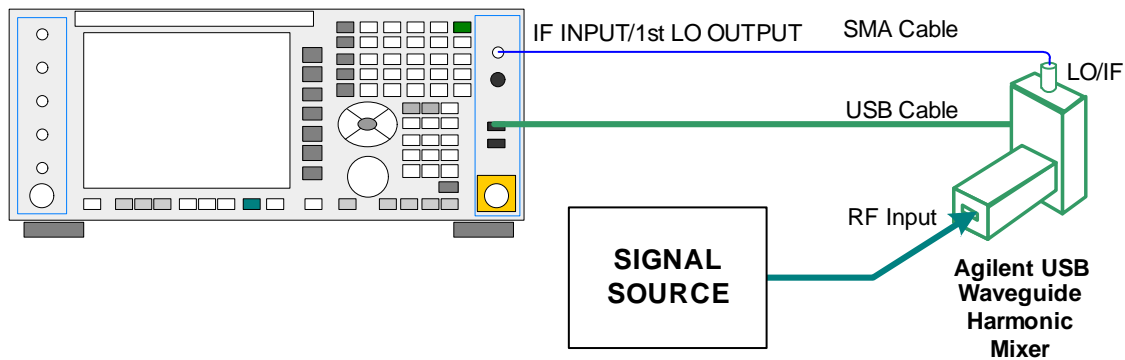 IF INPUT/1st LO OUTPUT
SMA Cable
LO/IF
USB Cable
RF Input
SIGNAL
SOURCE
Agilent USB
Waveguide
Harmonic
Mixer